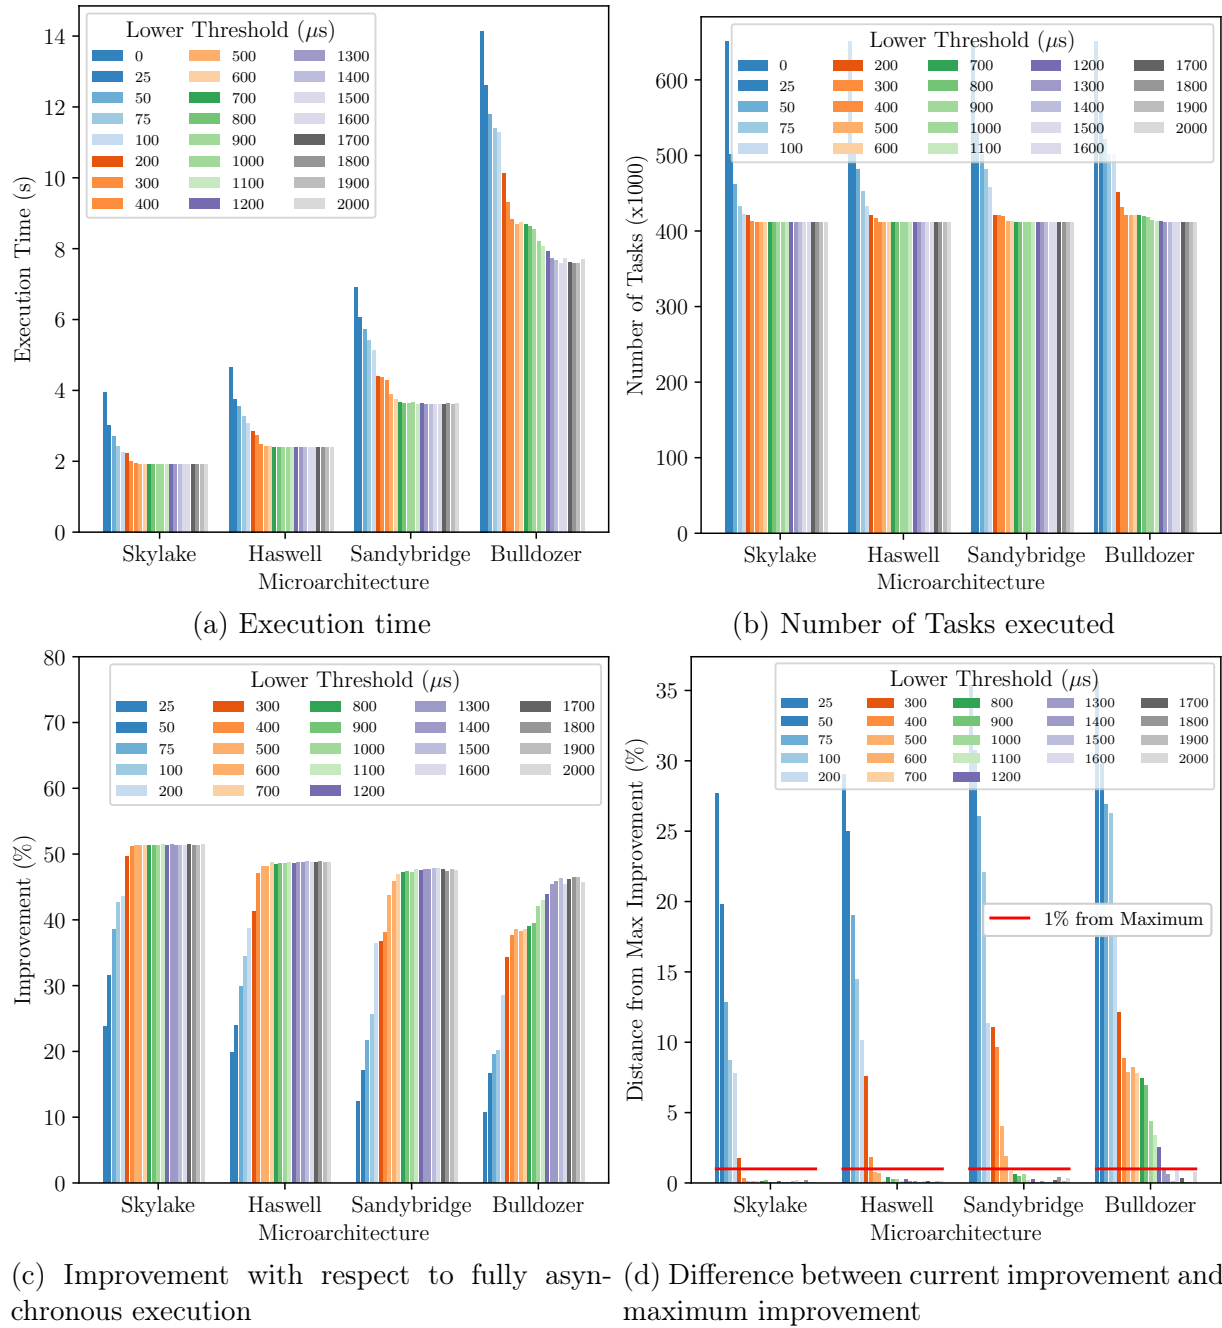 Lower Threshold (μs)
0 500 1300
25 600 1400
50 700 1500
75 800 1600
100 900 1700
200 1000 1800
300 1100 1900
400 1200 2000
Execution Time (s)
14
12
10
8
6
4
2
0
Skylake Haswell Sandybridge Bulldozer
Microarchitecture
(a) Execution time
Lower Threshold (μs)
0 200 700 1200 1700
25 300 800 1300 1800
50 400 900 1400 1900
75 500 1000 1500 2000
100 600 1100 1600
Number of Tasks (x1000)
600
500
400
300
200
100
0
Skylake Haswell Sandybridge Bulldozer
Microarchitecture
(b) Number of Tasks executed
Lower Threshold (μs)
25 300 800 1300 1700
50 400 900 1400 1800
75 500 1000 1500 1900
100 600 1100 1600 2000
200 700 1200
Improvement (%)
80
70
60
50
40
30
20
10
0
Skylake Haswell Sandybridge Bulldozer
Microarchitecture
(c) Improvement with respect to fully asyn-
chronous execution
Lower Threshold (μs)
25 300 800 1300 1700
50 400 900 1400 1800
75 500 1000 1500 1900
100 600 1100 1600 2000
200 700 1200
1% from Maximum
Distance from Max Improvement (%)
35
30
25
20
15
10
5
0
Skylake Haswell Sandybridge Bulldozer
Microarchitecture
(d) Difference between current improvement and
maximum improvement